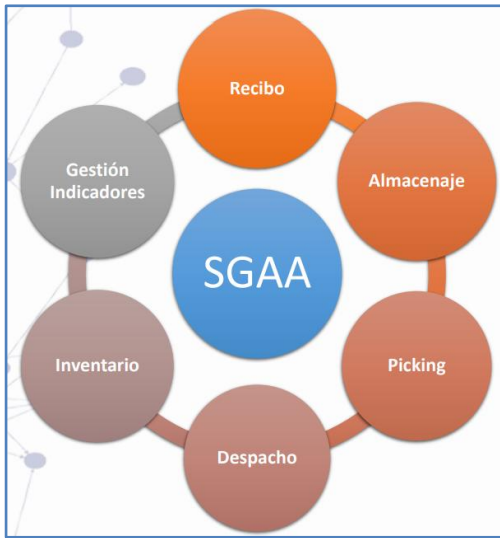 Recibo
Almacenaje
Picking
Despacho
Inventario
Gestión
Indicadores
SGAA